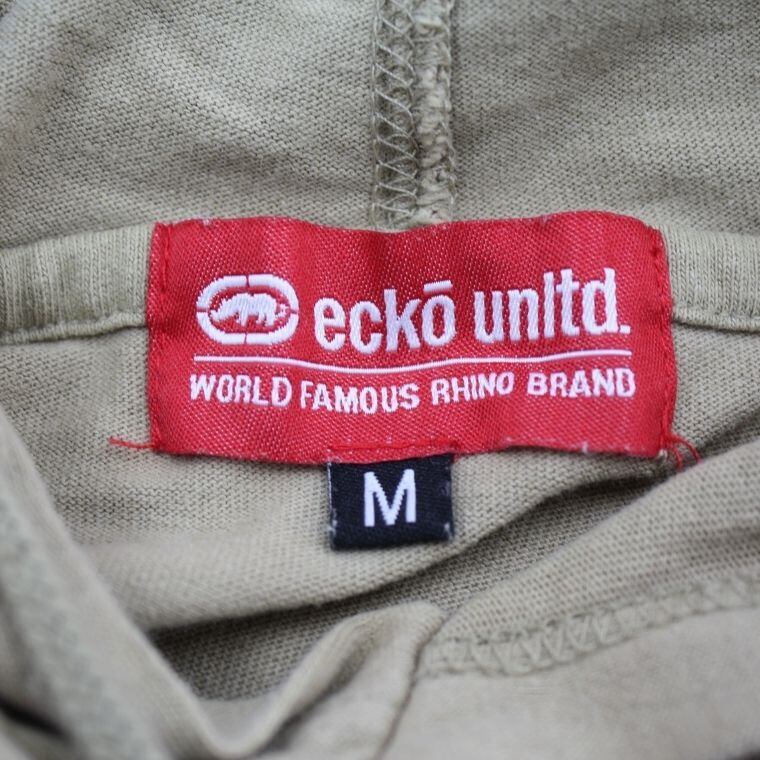 eckō unltd.
WORLD FAMOUS RHINO BRAND
M